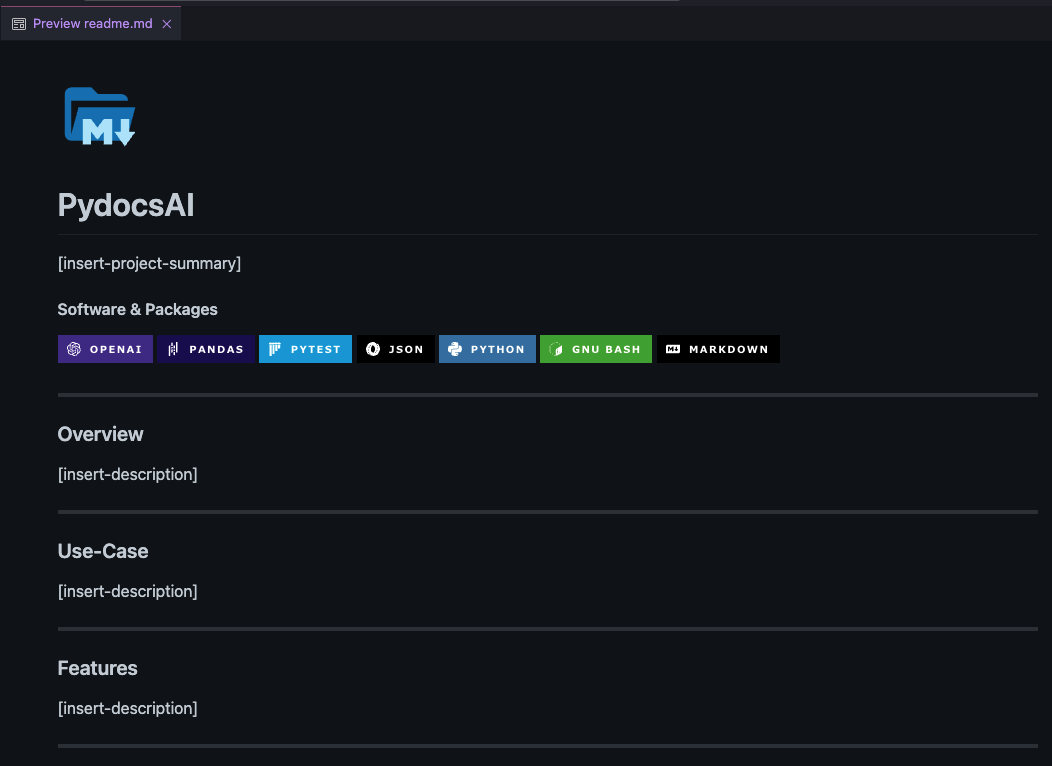 Preview readme.md
M
PydocsAI
[insert-project-summary]
Software & Packages
OPENAI PANDAS PYTEST JSON PYTHON GNU BASH MARKDOWN
Overview
[insert-description]
Use-Case
[insert-description]
Features
[insert-description]